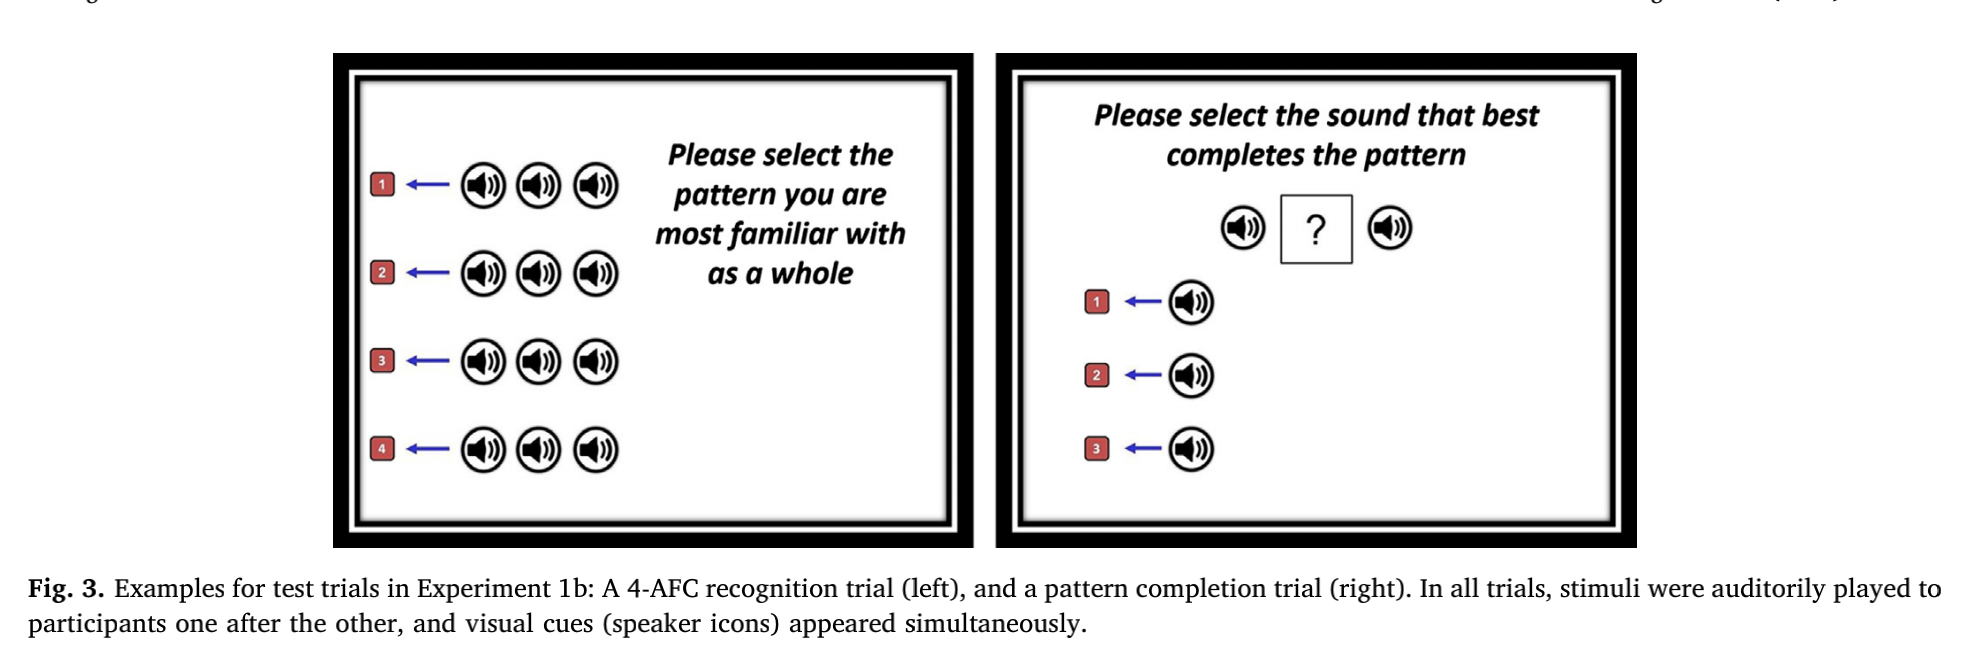 Please select the
pattern you are
most familiar with
as a whole
1
2
3
4
Please select the sound that best
completes the pattern
?
1
2
3
Fig. 3. Examples for test trials in Experiment 1b: A 4-AFC recognition trial (left), and a pattern completion trial (right). In all trials, stimuli were auditorily played to
participants one after the other, and visual cues (speaker icons) appeared simultaneously.